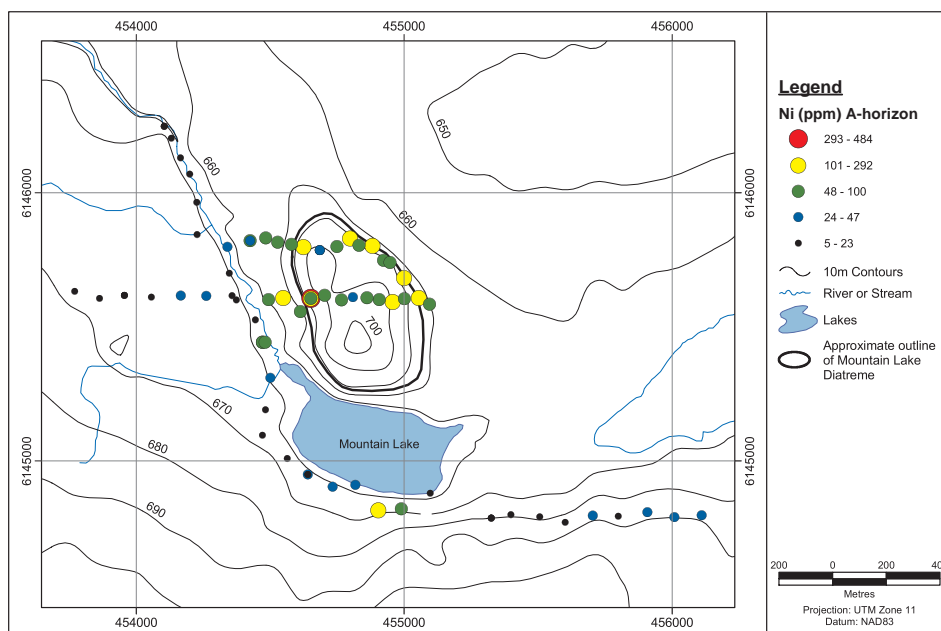 454000
455000
456000
6146000
6145000
660
650
660
700
670
680
690
Mountain Lake
6146000
6145000
454000
455000
456000
Legend
Ni (ppm) A-horizon
293 - 484
101 - 292
48 - 100
24 - 47
5 - 23
10m Contours
River or Stream
Lakes
Approximate outline
of Mountain Lake
Diatreme
200 0 200 40
Metres
Projection: UTM Zone 11
Datum: NAD83